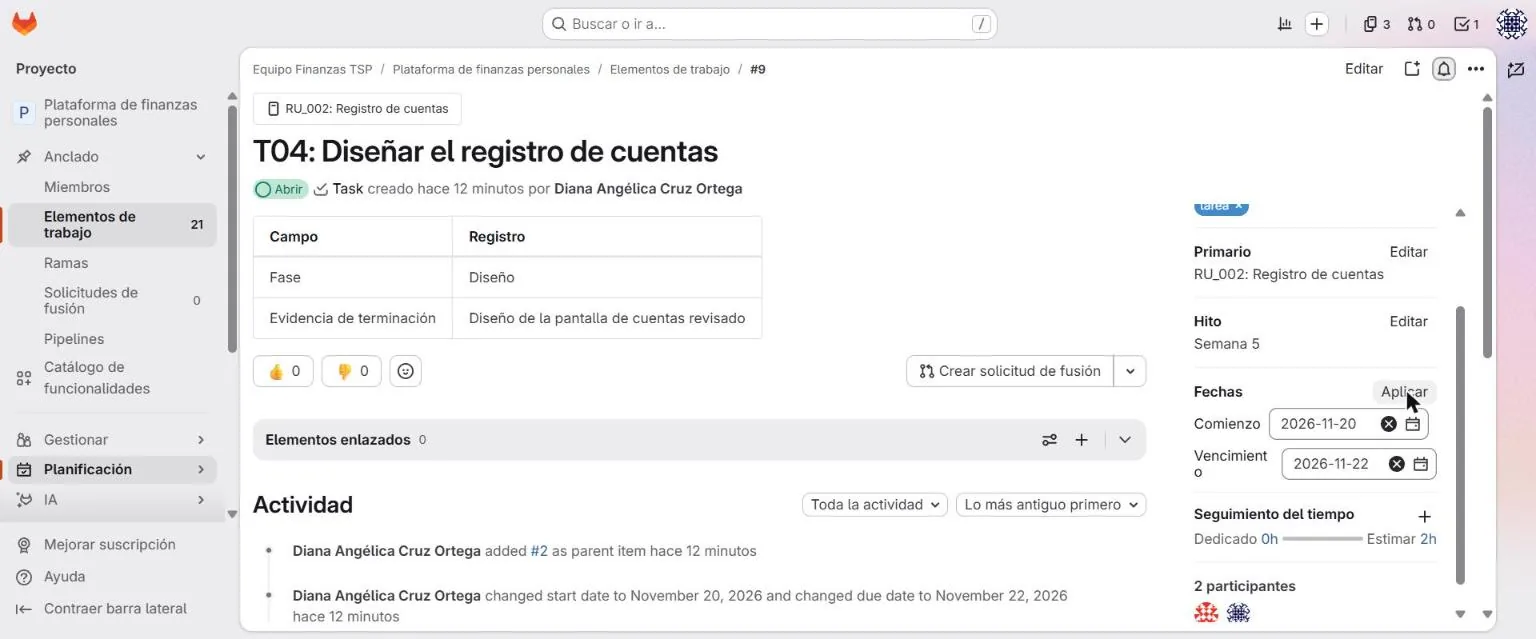 Buscar o ir a...
/
3
0
1
Proyecto
P
Plataforma de finanzas
personales
Anclado
Miembros
Elementos de
trabajo
21
Ramas
Solicitudes de
fusión
0
Pipelines
Catálogo de
funcionalidades
Gestionar
Planificación
IA
Mejorar suscripción
Ayuda
Contraer barra lateral
Equipo Finanzas TSP / Plataforma de finanzas personales / Elementos de trabajo / #9
Editar
RU_002: Registro de cuentas
T04: Diseñar el registro de cuentas
Abrir Task creado hace 12 minutos por Diana Angélica Cruz Ortega
Campo Registro
Fase Diseño
Evidencia de terminación Diseño de la pantalla de cuentas revisado
👍 0 👎 0
Crear solicitud de fusión
Elementos enlazados 0
Actividad
Toda la actividad
Lo más antiguo primero
Diana Angélica Cruz Ortega added #2 as parent item hace 12 minutos
Diana Angélica Cruz Ortega changed start date to November 20, 2026 and changed due date to November 22, 2026
hace 12 minutos
tarea ×
Primario Editar
RU_002: Registro de cuentas
Hito Editar
Semana 5
Fechas Aplicar
Comienzo 2026-11-20
Vencimient
o
2026-11-22
Seguimiento del tiempo +
Dedicado 0h Estimar 2h
2 participantes